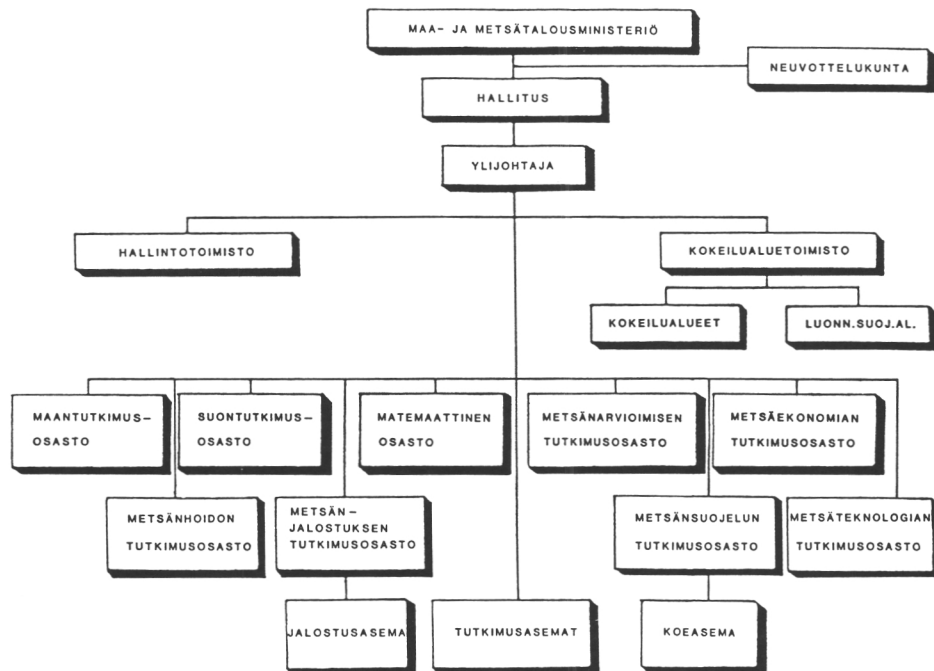 MAA- JA METSÄTALOUSMINISTERIÖ
NEUVOTTELUKUNTA
HALLITUS
YLIJOHTAJA
HALLINTOTOIMISTO
KOKEILUALUETOIMISTO
KOKEILUALUEET
LUONN.SUOJ.AL.
MAANTUTKIMUS-
OSASTO
SUONTUTKIMUS-
OSASTO
MATEMAATTINEN
OSASTO
METSÄNARVIOIMISEN
TUTKIMUSOSASTO
METSÄEKONOMIAN
TUTKIMUSOSASTO
METSÄNHOIDON
TUTKIMUSOSASTO
METSÄN-
JALOSTUKSEN
TUTKIMUSOSASTO
METSÄNSUOJELUN
TUTKIMUSOSASTO
METSÄTEKNOLOGIAN
TUTKIMUSOSASTO
JALOSTUSASEMA
TUTKIMUSASEMAT
KOEASEMA